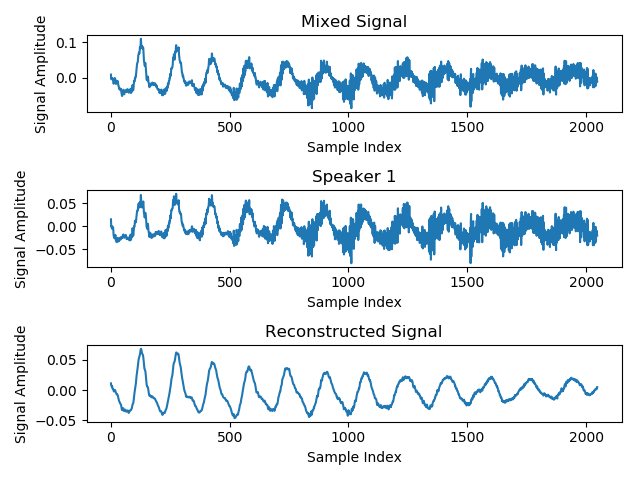 Mixed Signal
Signal Amplitude
0.1
0.0
0 500 1000 1500 2000
Sample Index
Speaker 1
Signal Amplitude
0.05
0.00
−0.05
0 500 1000 1500 2000
Sample Index
Reconstructed Signal
Signal Amplitude
0.05
0.00
−0.05
0 500 1000 1500 2000
Sample Index